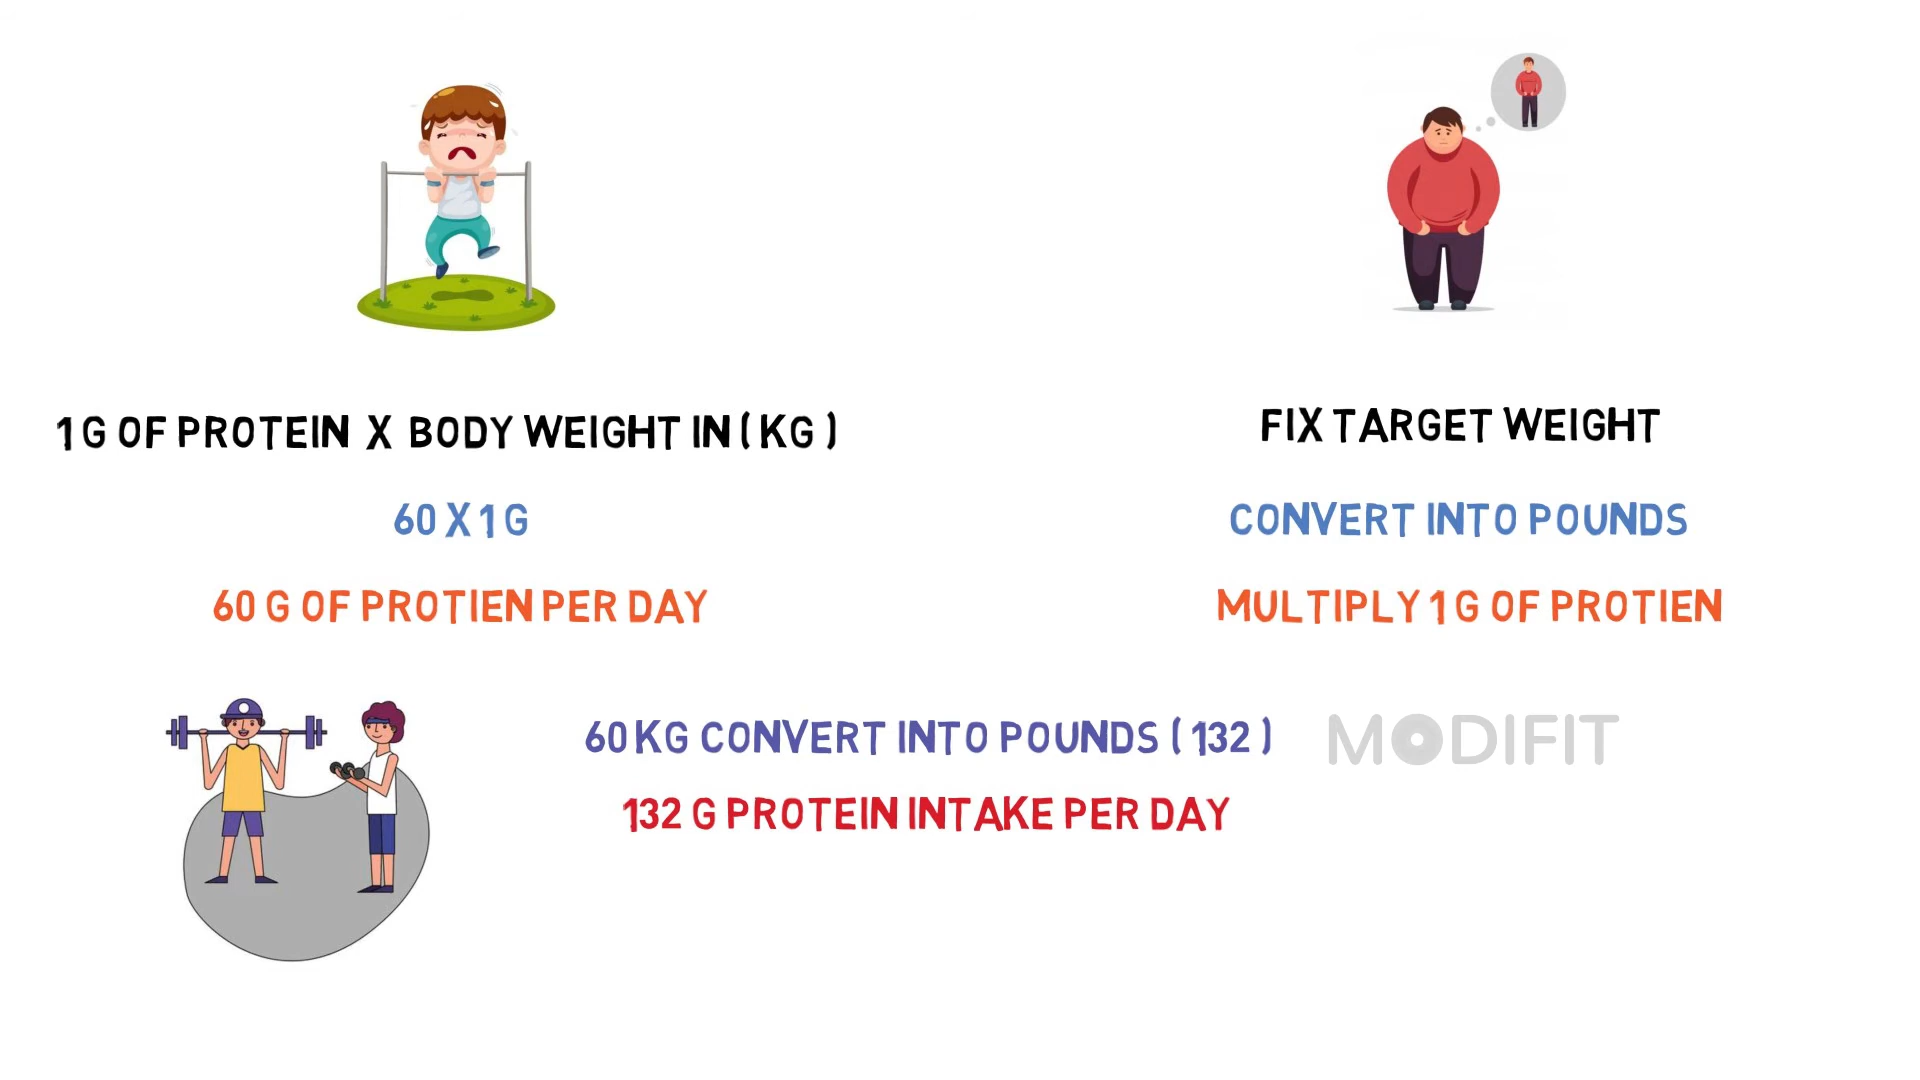 1 G OF PROTEIN X BODY WEIGHT IN ( KG )
60 X 1 G
60 G OF PROTIEN PER DAY
FIX TARGET WEIGHT
CONVERT INTO POUNDS
MULTIPLY 1 G OF PROTIEN
60 KG CONVERT INTO POUNDS ( 132 )
132 G PROTEIN INTAKE PER DAY
MODIFIT